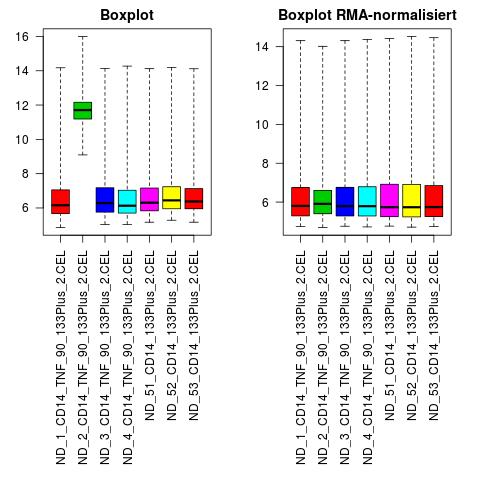 Boxplot
16
14
12
10
8
6
ND_1_CD14_TNF_90_133Plus_2.CEL
ND_2_CD14_TNF_90_133Plus_2.CEL
ND_3_CD14_TNF_90_133Plus_2.CEL
ND_4_CD14_TNF_90_133Plus_2.CEL
ND_51_CD14_133Plus_2.CEL
ND_52_CD14_133Plus_2.CEL
ND_53_CD14_133Plus_2.CEL
Boxplot RMA-normalisiert
14
12
10
8
6
ND_1_CD14_TNF_90_133Plus_2.CEL
ND_2_CD14_TNF_90_133Plus_2.CEL
ND_3_CD14_TNF_90_133Plus_2.CEL
ND_4_CD14_TNF_90_133Plus_2.CEL
ND_51_CD14_133Plus_2.CEL
ND_52_CD14_133Plus_2.CEL
ND_53_CD14_133Plus_2.CEL